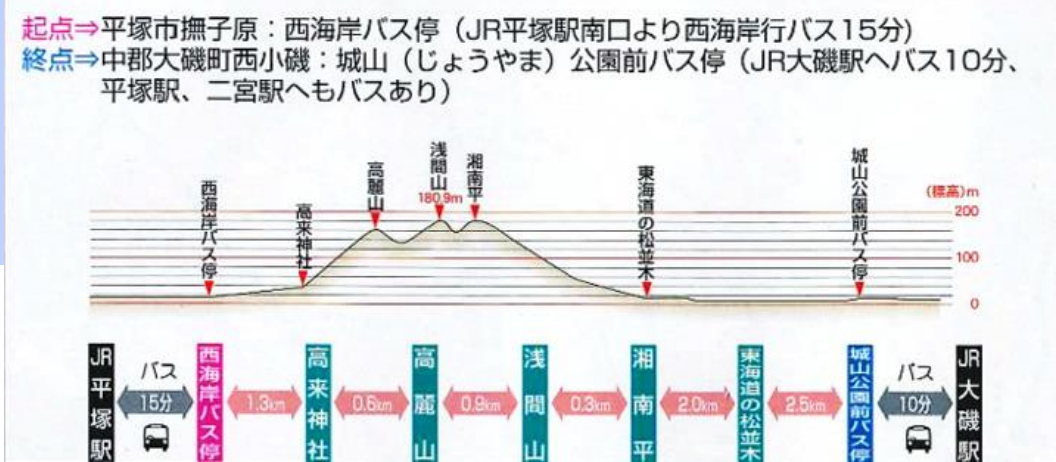 起点⇒平塚市撫子原：西海岸バス停（JR平塚駅南口より西海岸行バス15分)
終点⇒中郡大磯町西小磯：城山（じょうやま）公園前バス停（JR大磯駅へバス10分、
平塚駅、二宮駅へもバスあり）
西海岸バス停
高来神社
高麗山
浅間山
180.9m
湘南平
東海道の松並木
城山公園前バス停
(標高)m
200
100
0
JR平塚駅
バス
15分
西海岸バス停
1.3km
高来神社
0.6km
高麗山
0.9km
浅間山
0.3km
湘南平
2.0km
東海道の松並木
2.5km
城山公園前バス停
バス
10分
JR大磯駅